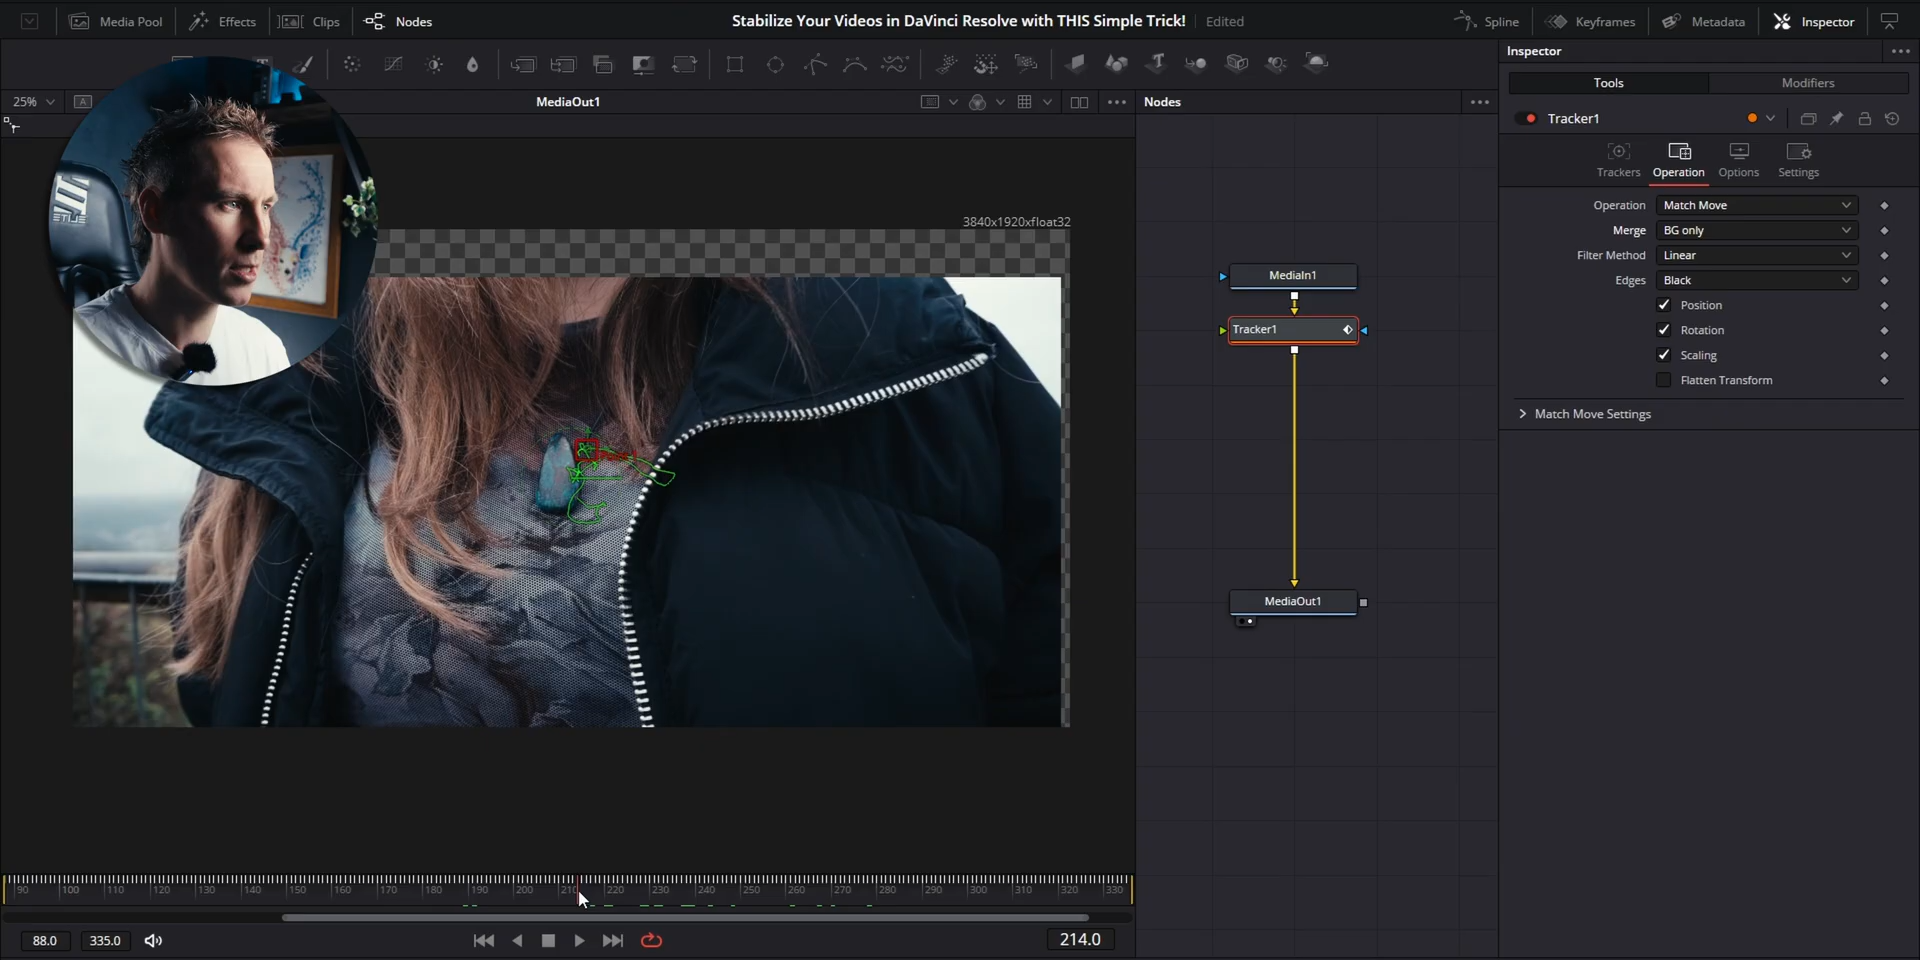 Media Pool Effects Clips Nodes Stabilize Your Videos in DaVinci Resolve with THIS Simple Trick! Edited Spline Keyframes Metadata Inspector
Inspector
Tools Modifiers
25% A MediaOut1 Nodes
Tracker1
Trackers Operation Options Settings
3840x1920xfloat32
Operation Match Move
Merge BG only
Filter Method Linear
Edges Black
Position
Rotation
Scaling
Flatten Transform
Match Move Settings
MediaIn1
Tracker1
MediaOut1
ELITE
90 100 110 120 130 140 150 160 170 180 190 200 210 220 230 240 250 260 270 280 290 300 310 320 330
88.0 335.0 214.0